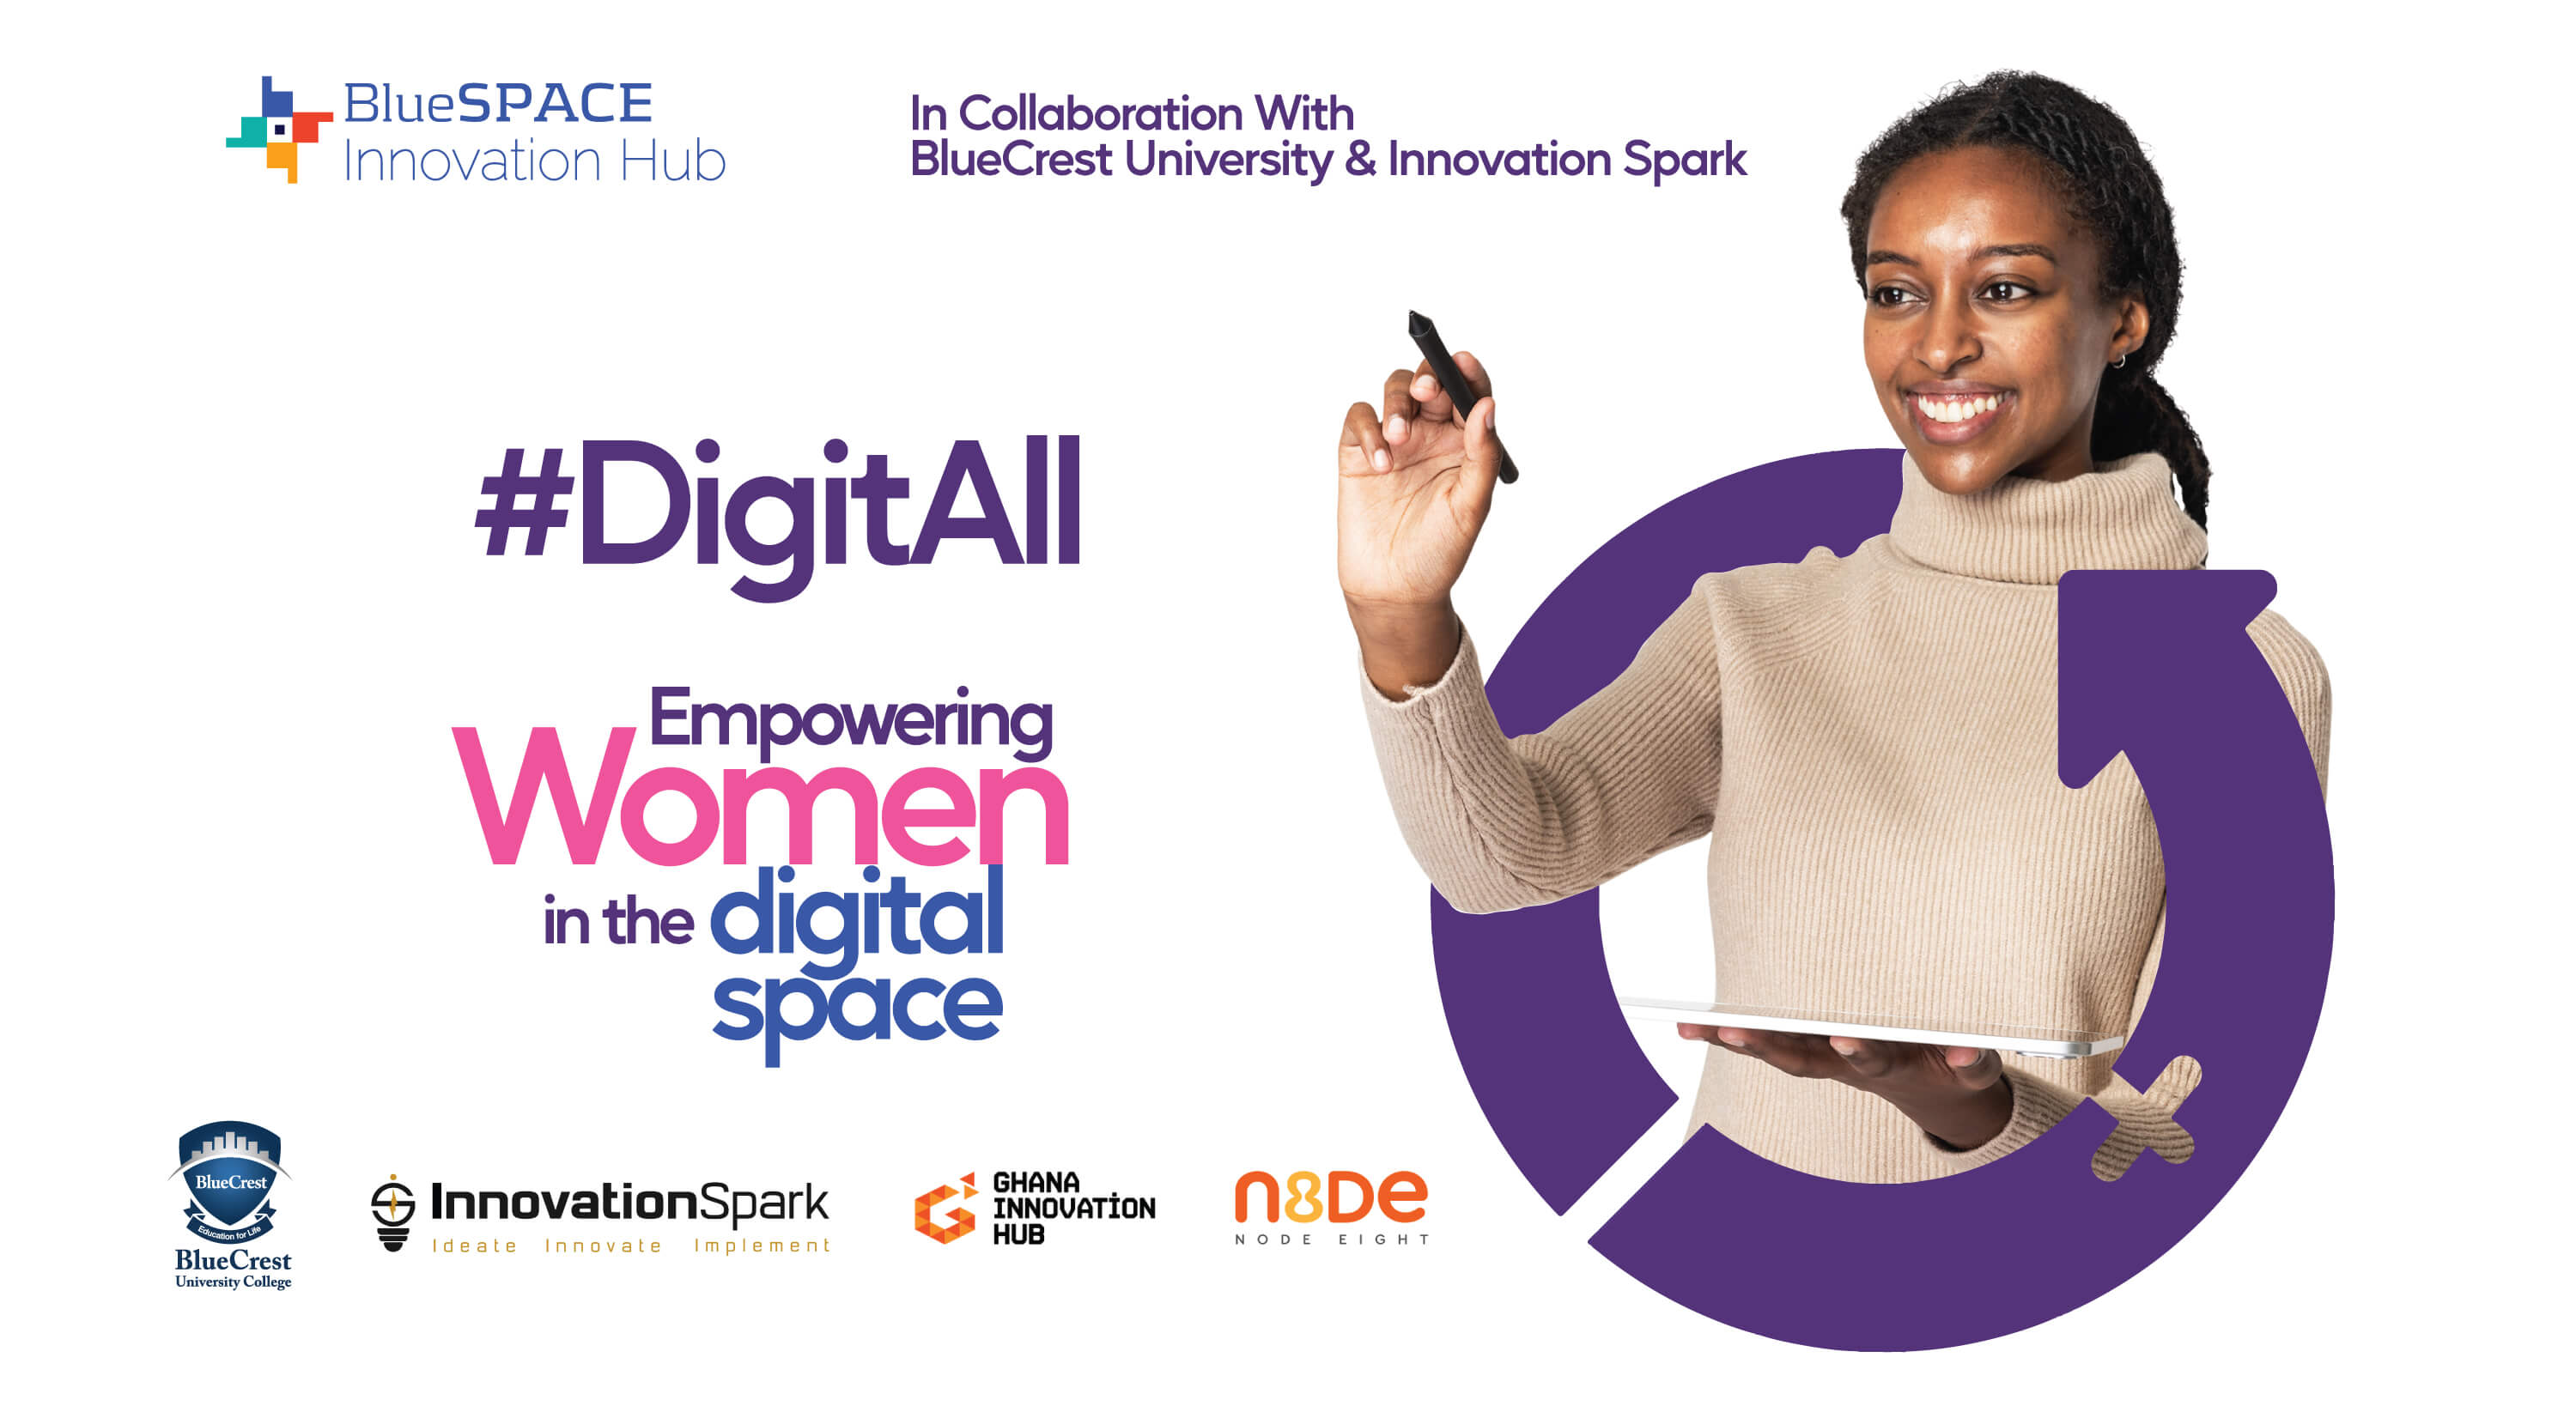 BlueSPACE
Innovation Hub
In Collaboration With
BlueCrest University & Innovation Spark
#DigitAll
Empowering
Women
in the digital
space
BlueCrest
Education for Life
BlueCrest
University College
InnovationSpark
Ideate Innovate Implement
GHANA
INNOVATION
HUB
N8DE
NODE EIGHT